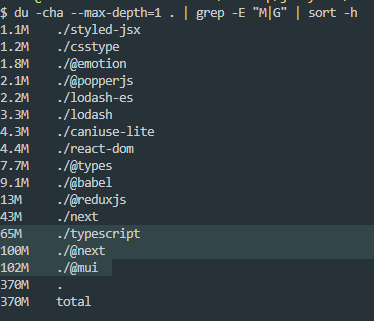 $ du -cha --max-depth=1 . | grep -E "M|G" | sort -h
1.1M ./styled-jsx
1.2M ./csstype
1.8M ./@emotion
2.1M ./@popperjs
2.2M ./lodash-es
3.3M ./lodash
4.3M ./caniuse-lite
4.4M ./react-dom
7.7M ./@types
9.1M ./@babel
13M ./@reduxjs
43M ./next
65M ./typescript
100M ./@next
102M ./@mui
370M .
370M total